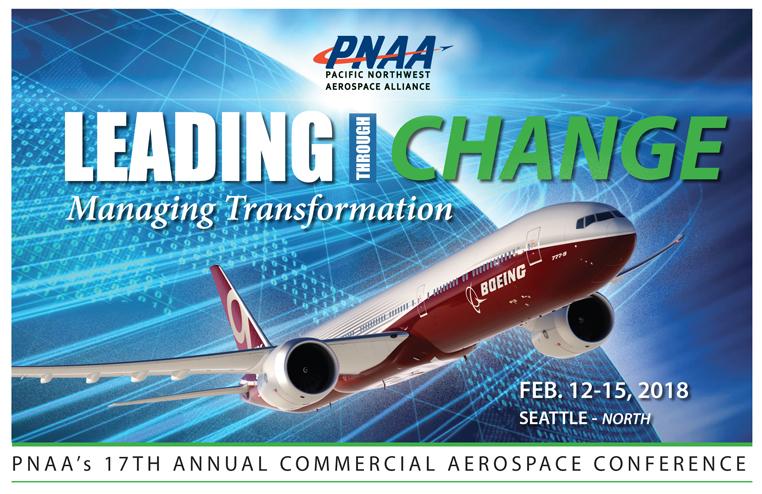 PNAA
PACIFIC NORTHWEST
AEROSPACE ALLIANCE
LEADING THROUGH CHANGE
Managing Transformation
777-9
BOEING
9
FEB. 12-15, 2018
SEATTLE - NORTH
PNAA's 17TH ANNUAL COMMERCIAL AEROSPACE CONFERENCE